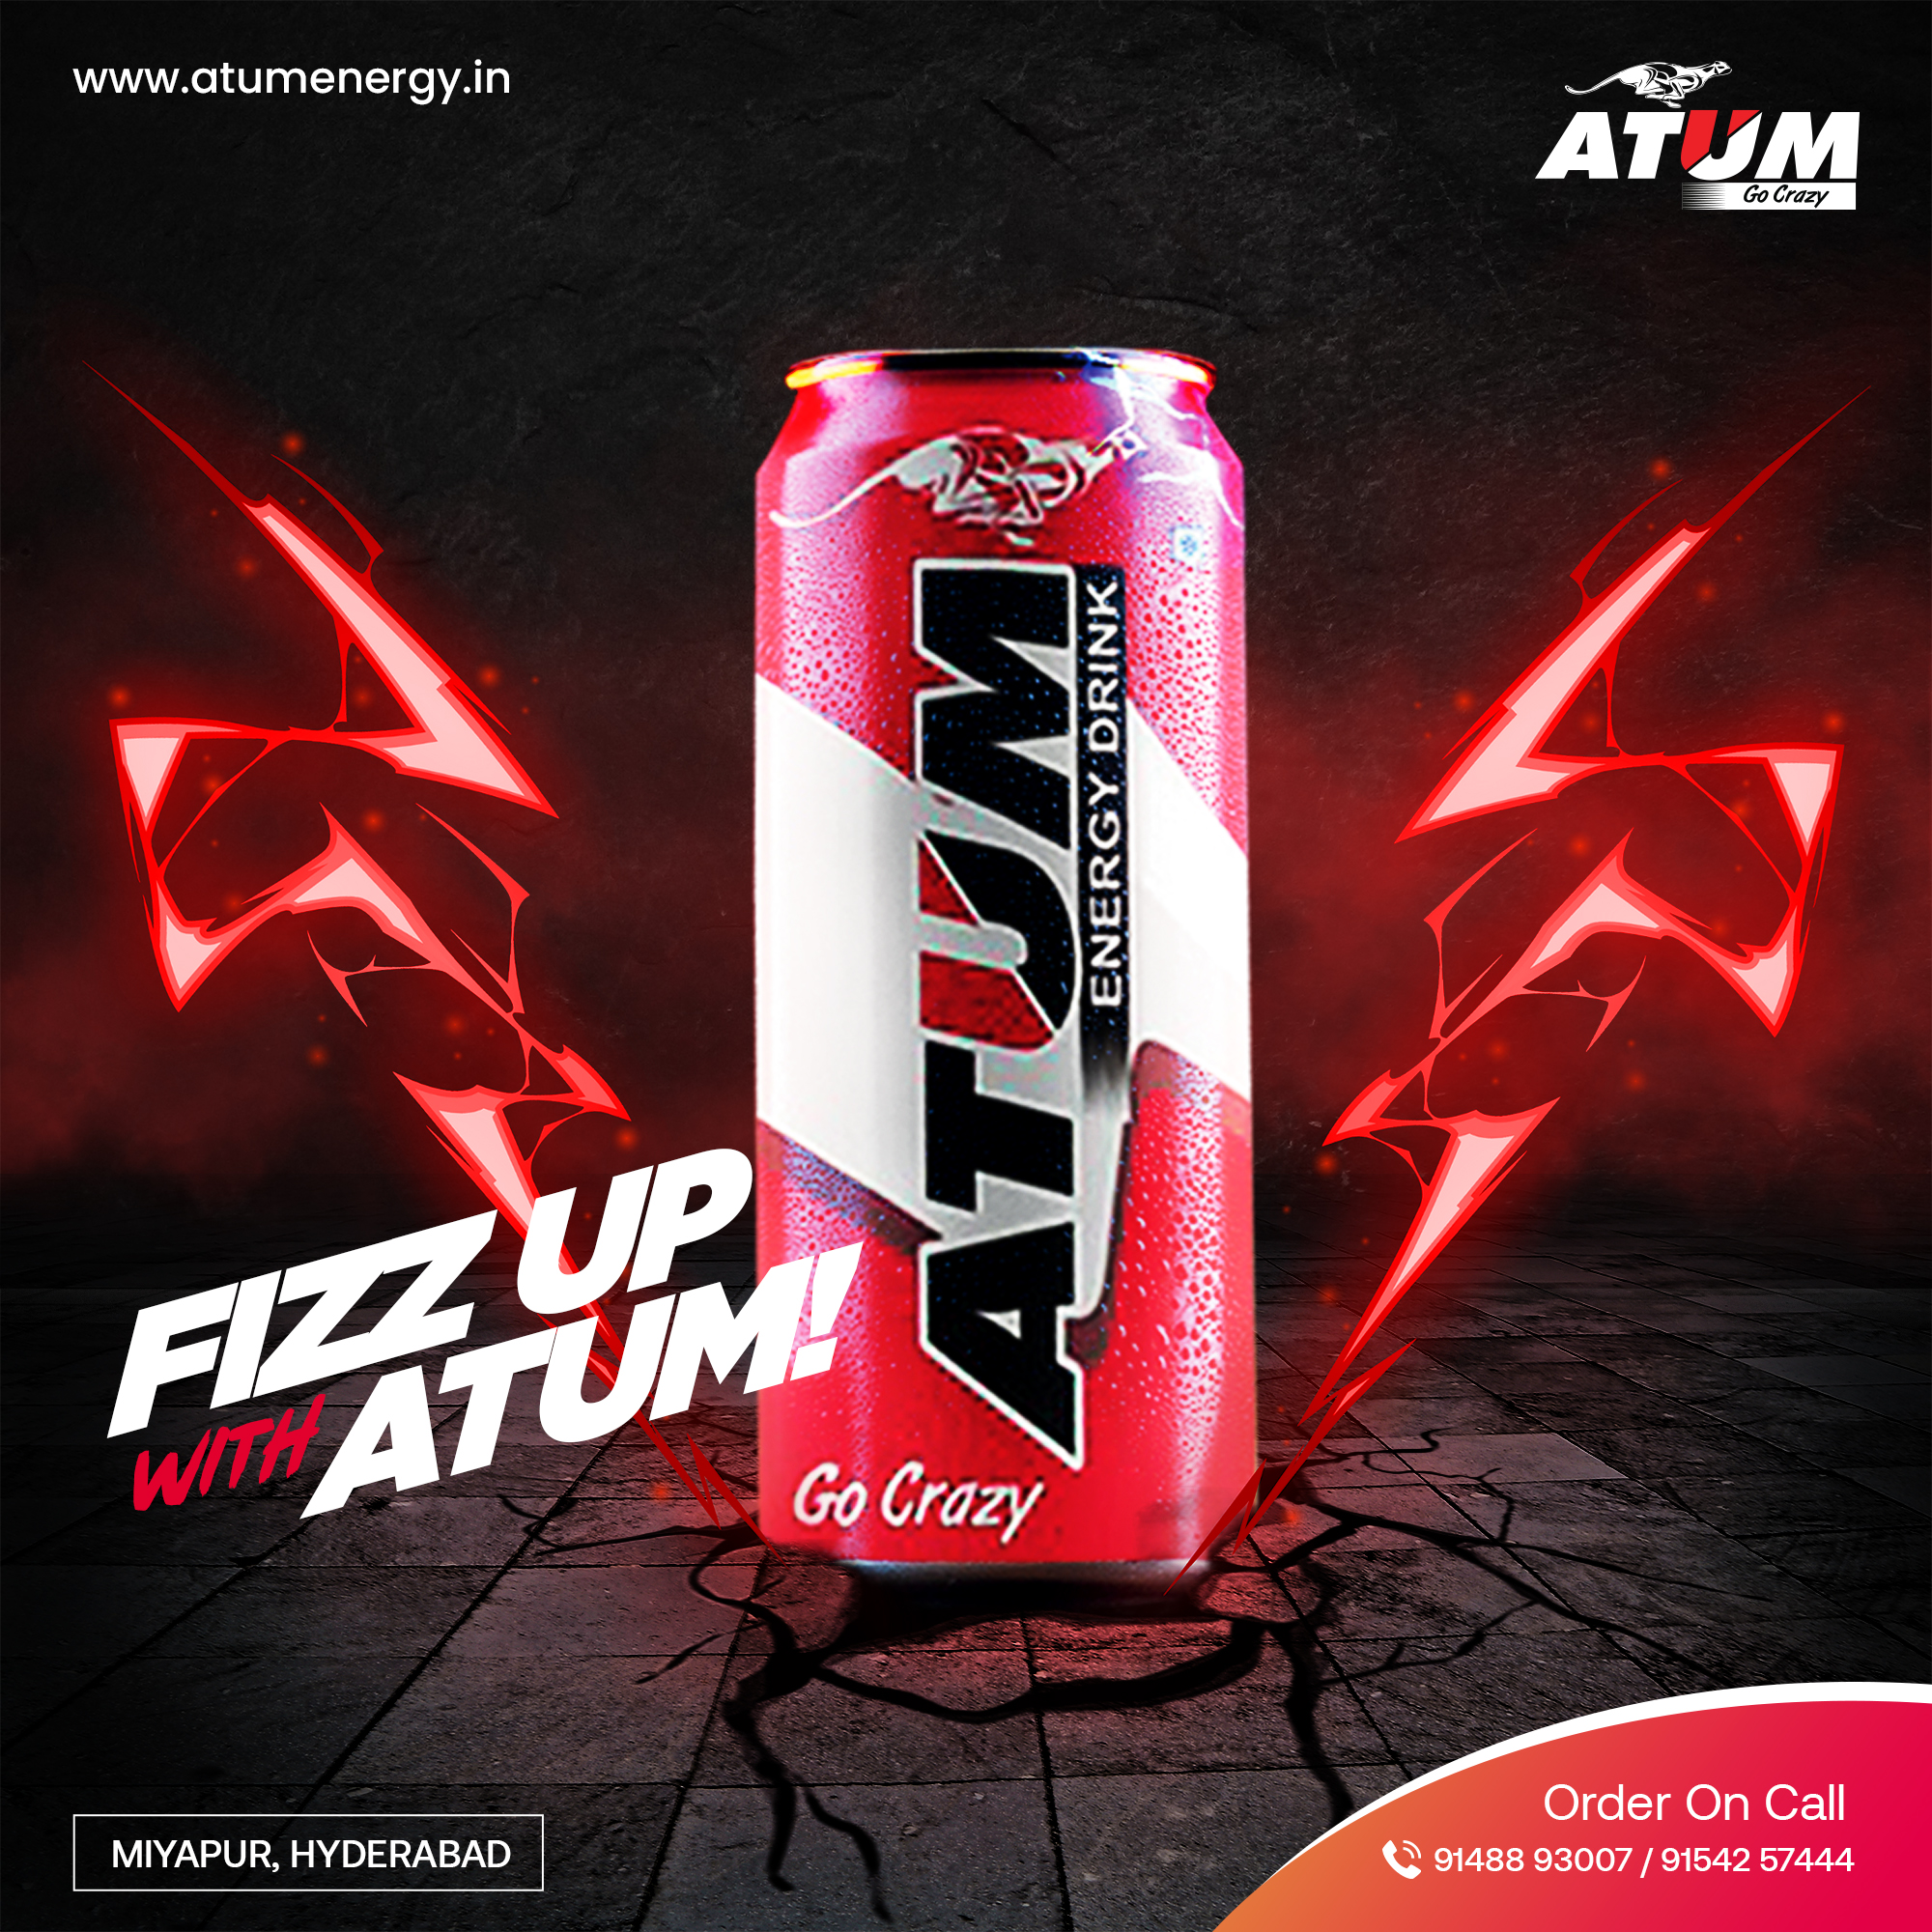 www.atumenergy.in
ATUM
Go Crazy
ATUM
ENERGY DRINK
Go Crazy
FIZZ UP
WITH ATUM!
MIYAPUR, HYDERABAD
Order On Call
91488 93007 / 91542 57444